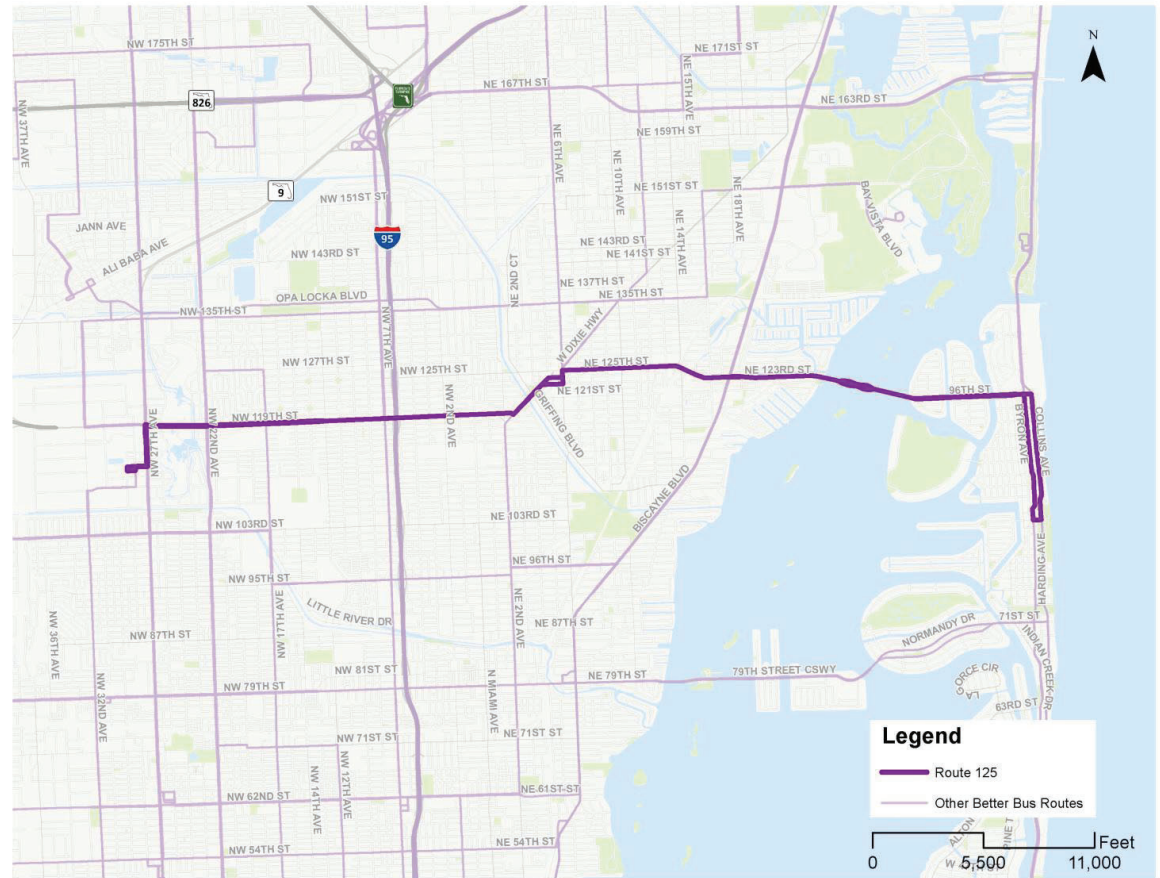 NW 175TH ST
NE 171ST ST
N
NE 167TH ST
NE 15TH AVE
826
NE 163RD ST
NW 37TH AVE
NE 159TH ST
NE 6TH AVE
NE 10TH AVE
9
NW 151ST ST
NE 151ST ST
NE 18TH AVE
BAY VISTA BLVD
JANN AVE
95
NE 14TH AVE
ALI BABA AVE
NW 143RD ST
NE 143RD ST
NE 141ST ST
NE 2ND CT
NE 137TH ST
OPA LOCKA BLVD
NE 135TH ST
NW 135TH ST
NW 7TH AVE
W DIXIE HWY
NW 127TH ST
NW 125TH ST
NE 125TH ST
NE 123RD ST
NE 121ST ST
96TH ST
NW 2ND AVE
GRIFFING BLVD
NW 119TH ST
NW 27TH AVE
NW 22ND AVE
BYRON AVE
COLLINS AVE
BISCAYNE BLVD
NE 103RD ST
NW 103RD ST
NE 96TH ST
HARDING AVE
NW 95TH ST
LITTLE RIVER DR
NE 2ND AVE
NW 17TH AVE
NE 87TH ST
71ST ST
NORMANDY DR
NW 36TH AVE
NW 87TH ST
INDIAN CREEK DR
NW 81ST ST
NE 79TH ST
79TH STREET CSWY
LA GORCE CIR
NW 79TH ST
N MIAMI AVE
NW 32ND AVE
63RD ST
NW 71ST ST
NE 71ST ST
NW 14TH AVE
NW 12TH AVE
NW 62ND ST
NE 61ST ST
NW 54TH ST
NE 54TH ST
Legend
Route 125
Other Better Bus Routes
Feet
0
5,500
11,000